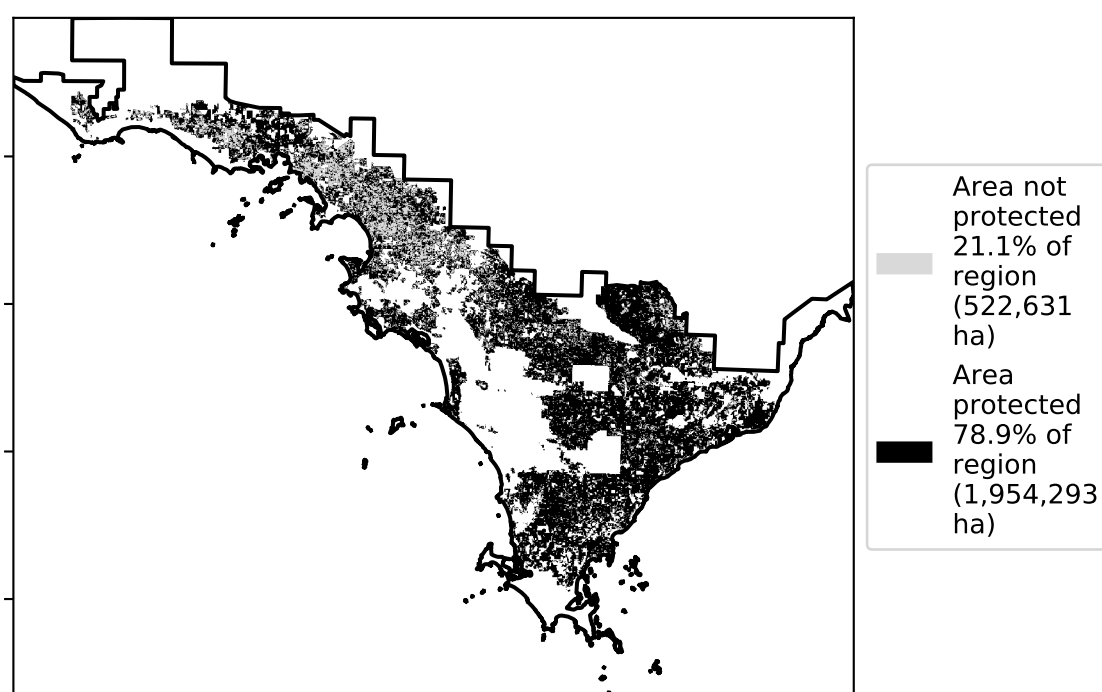 Area not
protected
21.1% of
region
(522,631
ha)
Area
protected
78.9% of
region
(1,954,293
ha)